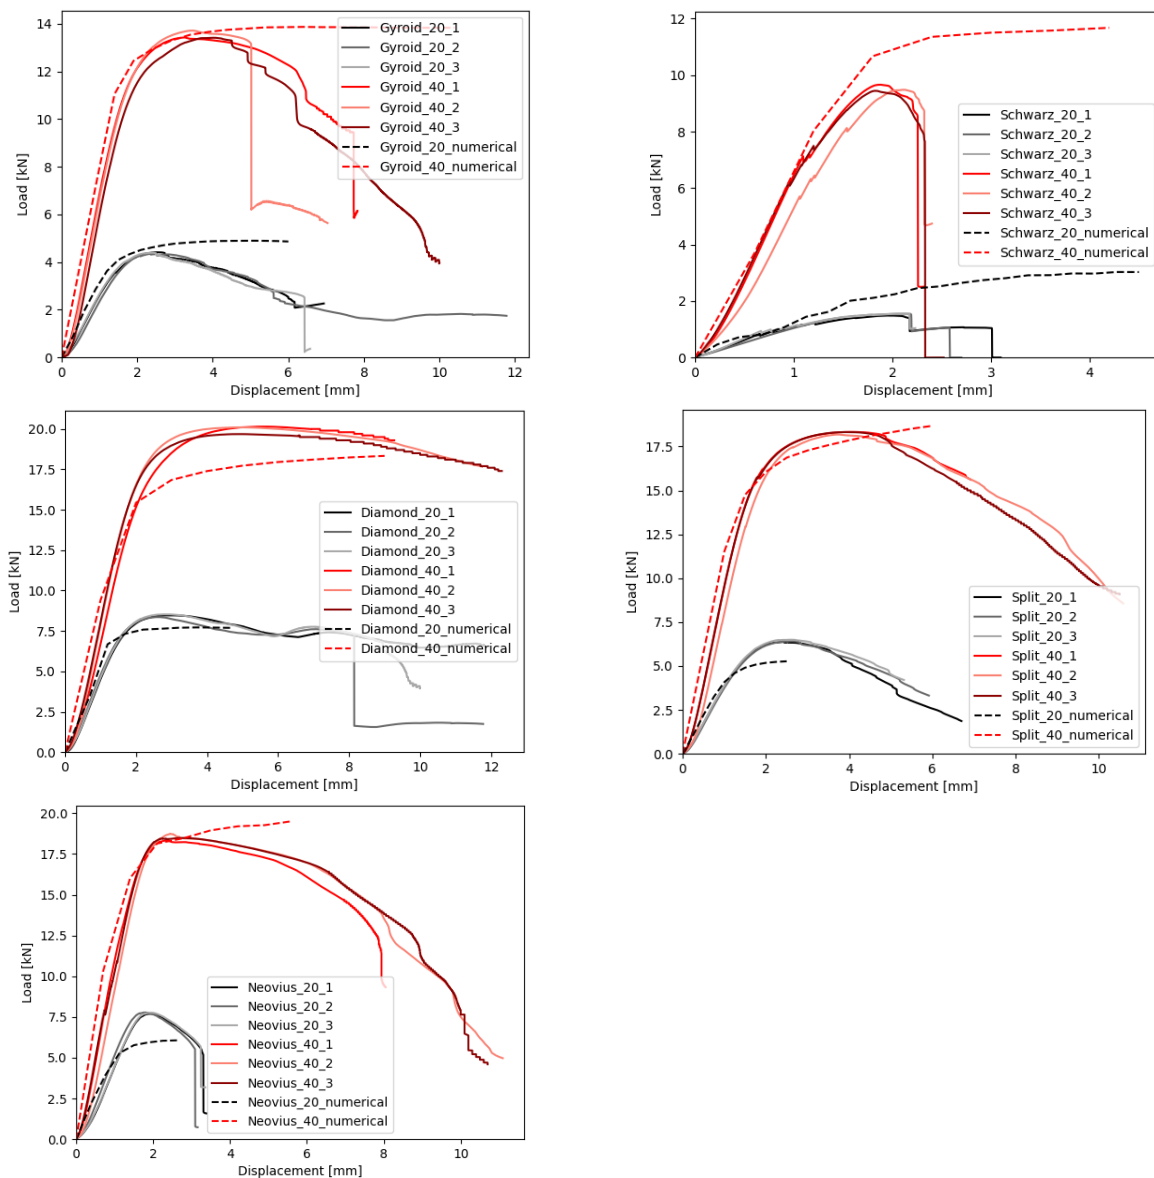 14
12
10
8
6
4
2
0
Load [kN]
0 2 4 6 8 10 12
Displacement [mm]
Gyroid_20_1
Gyroid_20_2
Gyroid_20_3
Gyroid_40_1
Gyroid_40_2
Gyroid_40_3
Gyroid_20_numerical
Gyroid_40_numerical
12
10
8
6
4
2
0
Load [kN]
0 1 2 3 4
Displacement [mm]
Schwarz_20_1
Schwarz_20_2
Schwarz_20_3
Schwarz_40_1
Schwarz_40_2
Schwarz_40_3
Schwarz_20_numerical
Schwarz_40_numerical
20.0
17.5
15.0
12.5
10.0
7.5
5.0
2.5
0.0
Load [kN]
0 2 4 6 8 10 12
Displacement [mm]
Diamond_20_1
Diamond_20_2
Diamond_20_3
Diamond_40_1
Diamond_40_2
Diamond_40_3
Diamond_20_numerical
Diamond_40_numerical
17.5
15.0
12.5
10.0
7.5
5.0
2.5
0.0
Load [kN]
0 2 4 6 8 10
Displacement [mm]
Split_20_1
Split_20_2
Split_20_3
Split_40_1
Split_40_2
Split_40_3
Split_20_numerical
Split_40_numerical
20.0
17.5
15.0
12.5
10.0
7.5
5.0
2.5
0.0
Load [kN]
0 2 4 6 8 10
Displacement [mm]
Neovius_20_1
Neovius_20_2
Neovius_20_3
Neovius_40_1
Neovius_40_2
Neovius_40_3
Neovius_20_numerical
Neovius_40_numerical